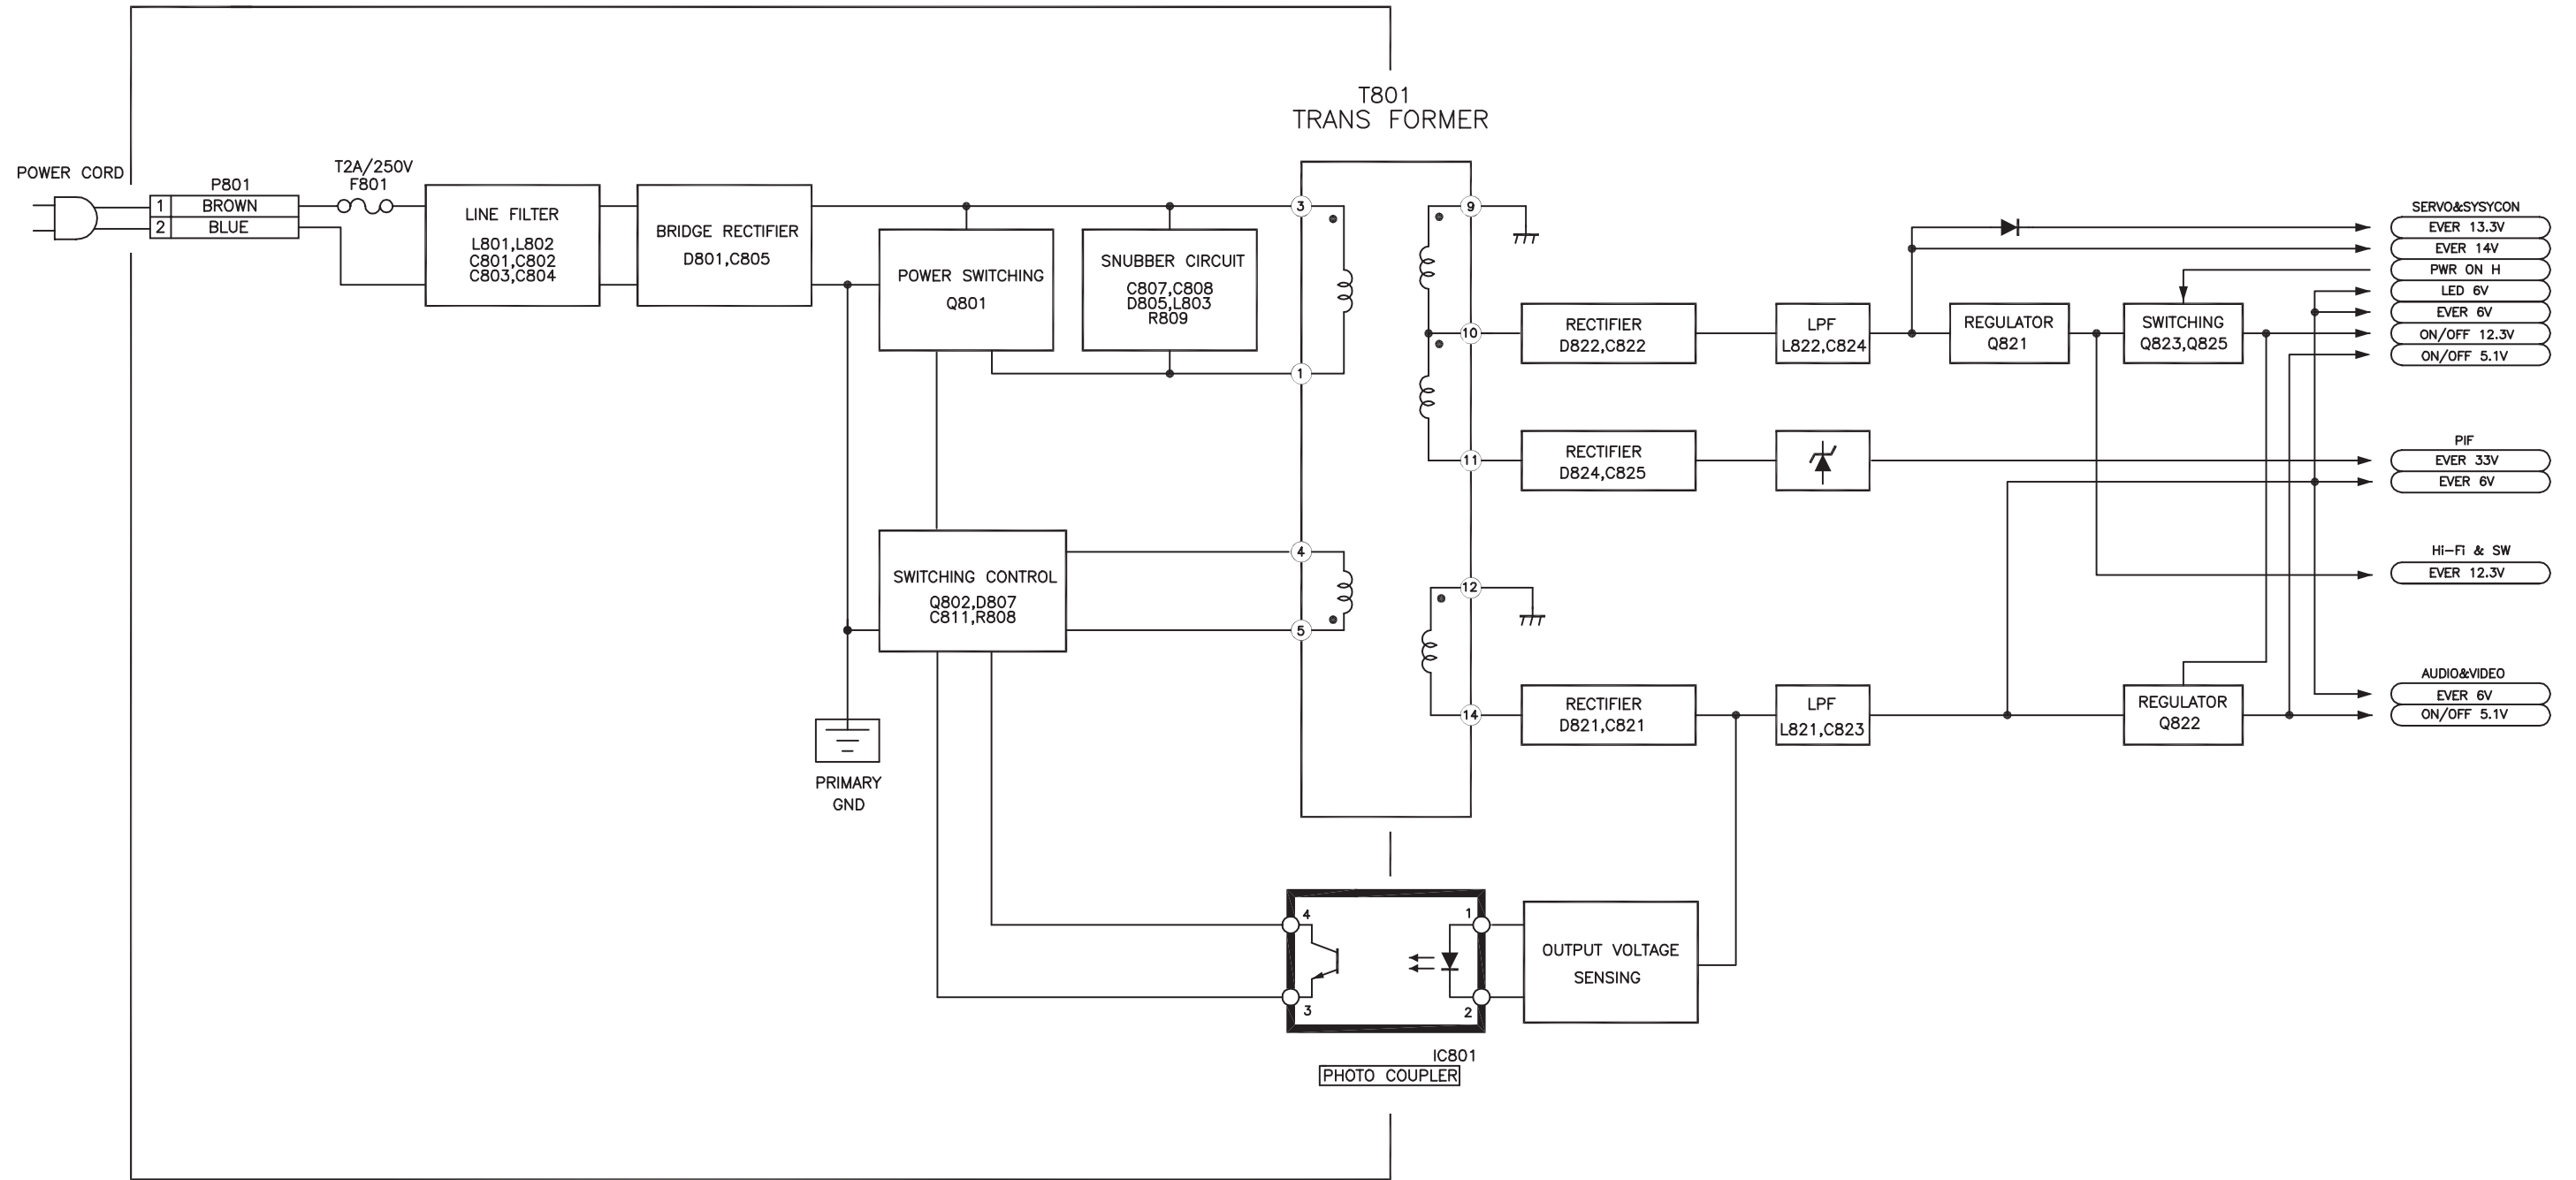 T801
TRANS FORMER
POWER CORD
P801
1 BROWN
2 BLUE
T2A/250V
F801
LINE FILTER
L801,L802
C801,C802
C803,C804
BRIDGE RECTIFIER
D801,C805
POWER SWITCHING
Q801
SNUBBER CIRCUIT
C807,C808
D805,L803
R809
3
1
4
5
9
10
11
12
14
SWITCHING CONTROL
Q802,D807
C811,R808
PRIMARY
GND
RECTIFIER
D822,C822
LPF
L822,C824
REGULATOR
Q821
SWITCHING
Q823,Q825
RECTIFIER
D824,C825
RECTIFIER
D821,C821
LPF
L821,C823
REGULATOR
Q822
SERVO&SYSYCON
EVER 13.3V
EVER 14V
PWR ON H
LED 6V
EVER 6V
ON/OFF 12.3V
ON/OFF 5.1V
PIF
EVER 33V
EVER 6V
Hi-Fi & SW
EVER 12.3V
AUDIO&VIDEO
EVER 6V
ON/OFF 5.1V
4
3
1
2
OUTPUT VOLTAGE
SENSING
IC801
PHOTO COUPLER